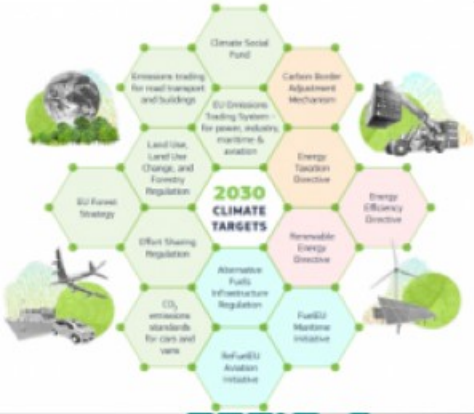 Climate Social
Fund
Emissions trading
for road transport
and buildings
Carbon Border
Adjustment
Mechanism
EU Emissions
Trading System -
for power, industry,
maritime &
aviation
Land Use,
Land Use
Change, and
Forestry
Regulation
Energy
Taxation
Directive
EU Forest
Strategy
2030
CLIMATE
TARGETS
Energy
Efficiency
Directive
Effort Sharing
Regulation
Renewable
Energy
Directive
Alternative
Fuels
Infrastructure
Regulation
CO₂
emissions
standards
for cars and
vans
FuelEU
Maritime
Initiative
ReFuelEU
Aviation
Initiative